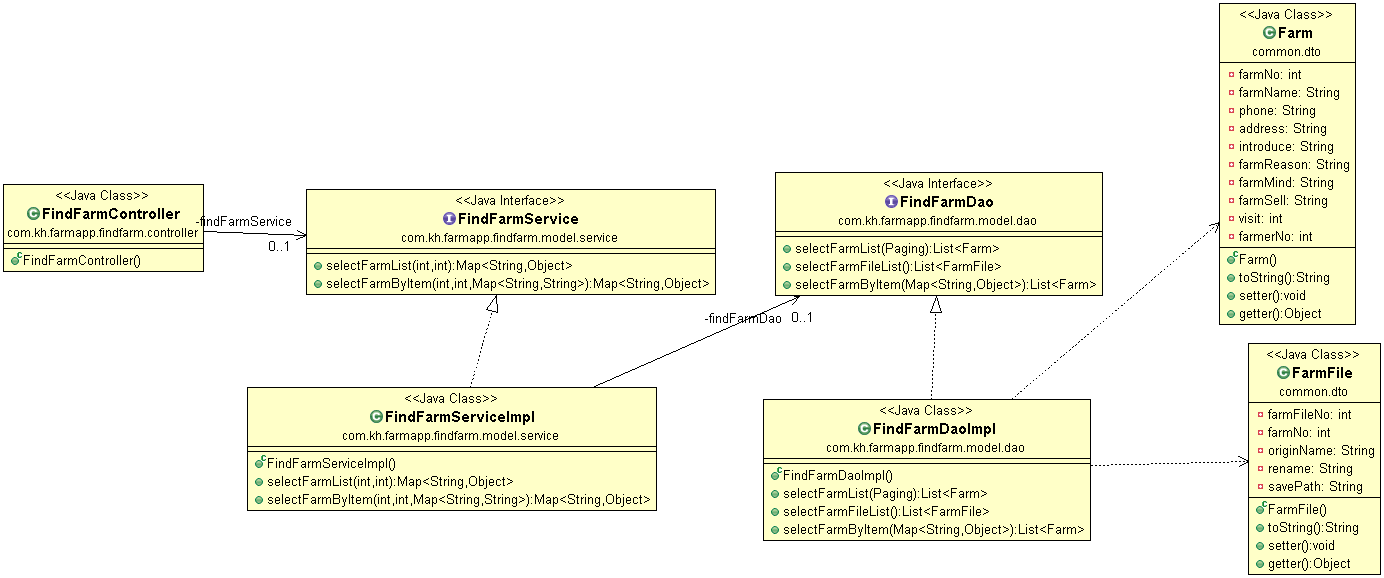 <<Java Class>>
FindFarmController
com.kh.farmapp.findfarm.controller
FindFarmController()
-findFarmService
0..1
<<Java Interface>>
FindFarmService
com.kh.farmapp.findfarm.model.service
selectFarmList(int,int):Map<String,Object>
selectFarmByItem(int,int,Map<String,String>):Map<String,Object>
<<Java Class>>
FindFarmServiceImpl
com.kh.farmapp.findfarm.model.service
FindFarmServiceImpl()
selectFarmList(int,int):Map<String,Object>
selectFarmByItem(int,int,Map<String,String>):Map<String,Object>
-findFarmDao
0..1
<<Java Interface>>
FindFarmDao
com.kh.farmapp.findfarm.model.dao
selectFarmList(Paging):List<Farm>
selectFarmFileList():List<FarmFile>
selectFarmByItem(Map<String,Object>):List<Farm>
<<Java Class>>
FindFarmDaoImpl
com.kh.farmapp.findfarm.model.dao
FindFarmDaoImpl()
selectFarmList(Paging):List<Farm>
selectFarmFileList():List<FarmFile>
selectFarmByItem(Map<String,Object>):List<Farm>
<<Java Class>>
Farm
common.dto
farmNo: int
farmName: String
phone: String
address: String
introduce: String
farmReason: String
farmMind: String
farmSell: String
visit: int
farmerNo: int
Farm()
toString():String
setter():void
getter():Object
<<Java Class>>
FarmFile
common.dto
farmFileNo: int
farmNo: int
originName: String
rename: String
savePath: String
FarmFile()
toString():String
setter():void
getter():Object